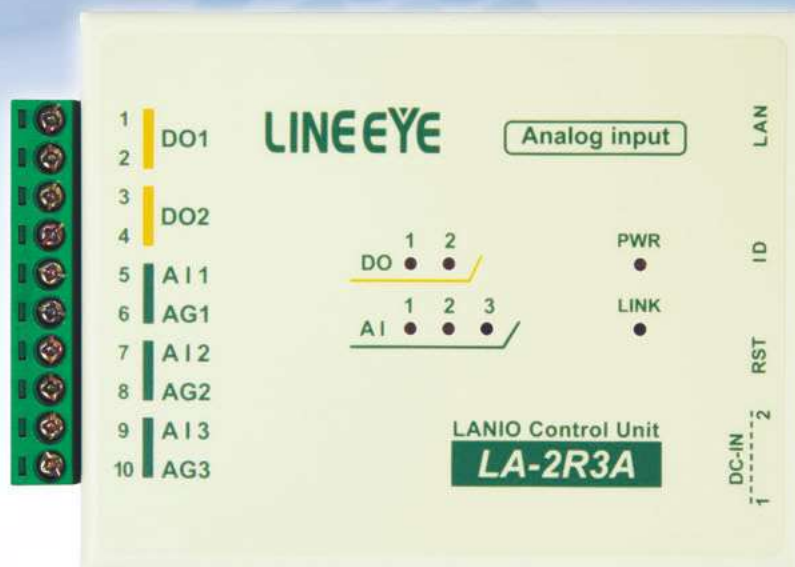 LINEEYE
Analog input
1
DO1
2
3
DO2
4
5 AI1
6 AG1
7 AI2
8 AG2
9 AI3
10 AG3
1 2
DO
1 2 3
AI
PWR
LINK
LANIO Control Unit
LA-2R3A
LAN
ID
RST
DC-IN
1 2